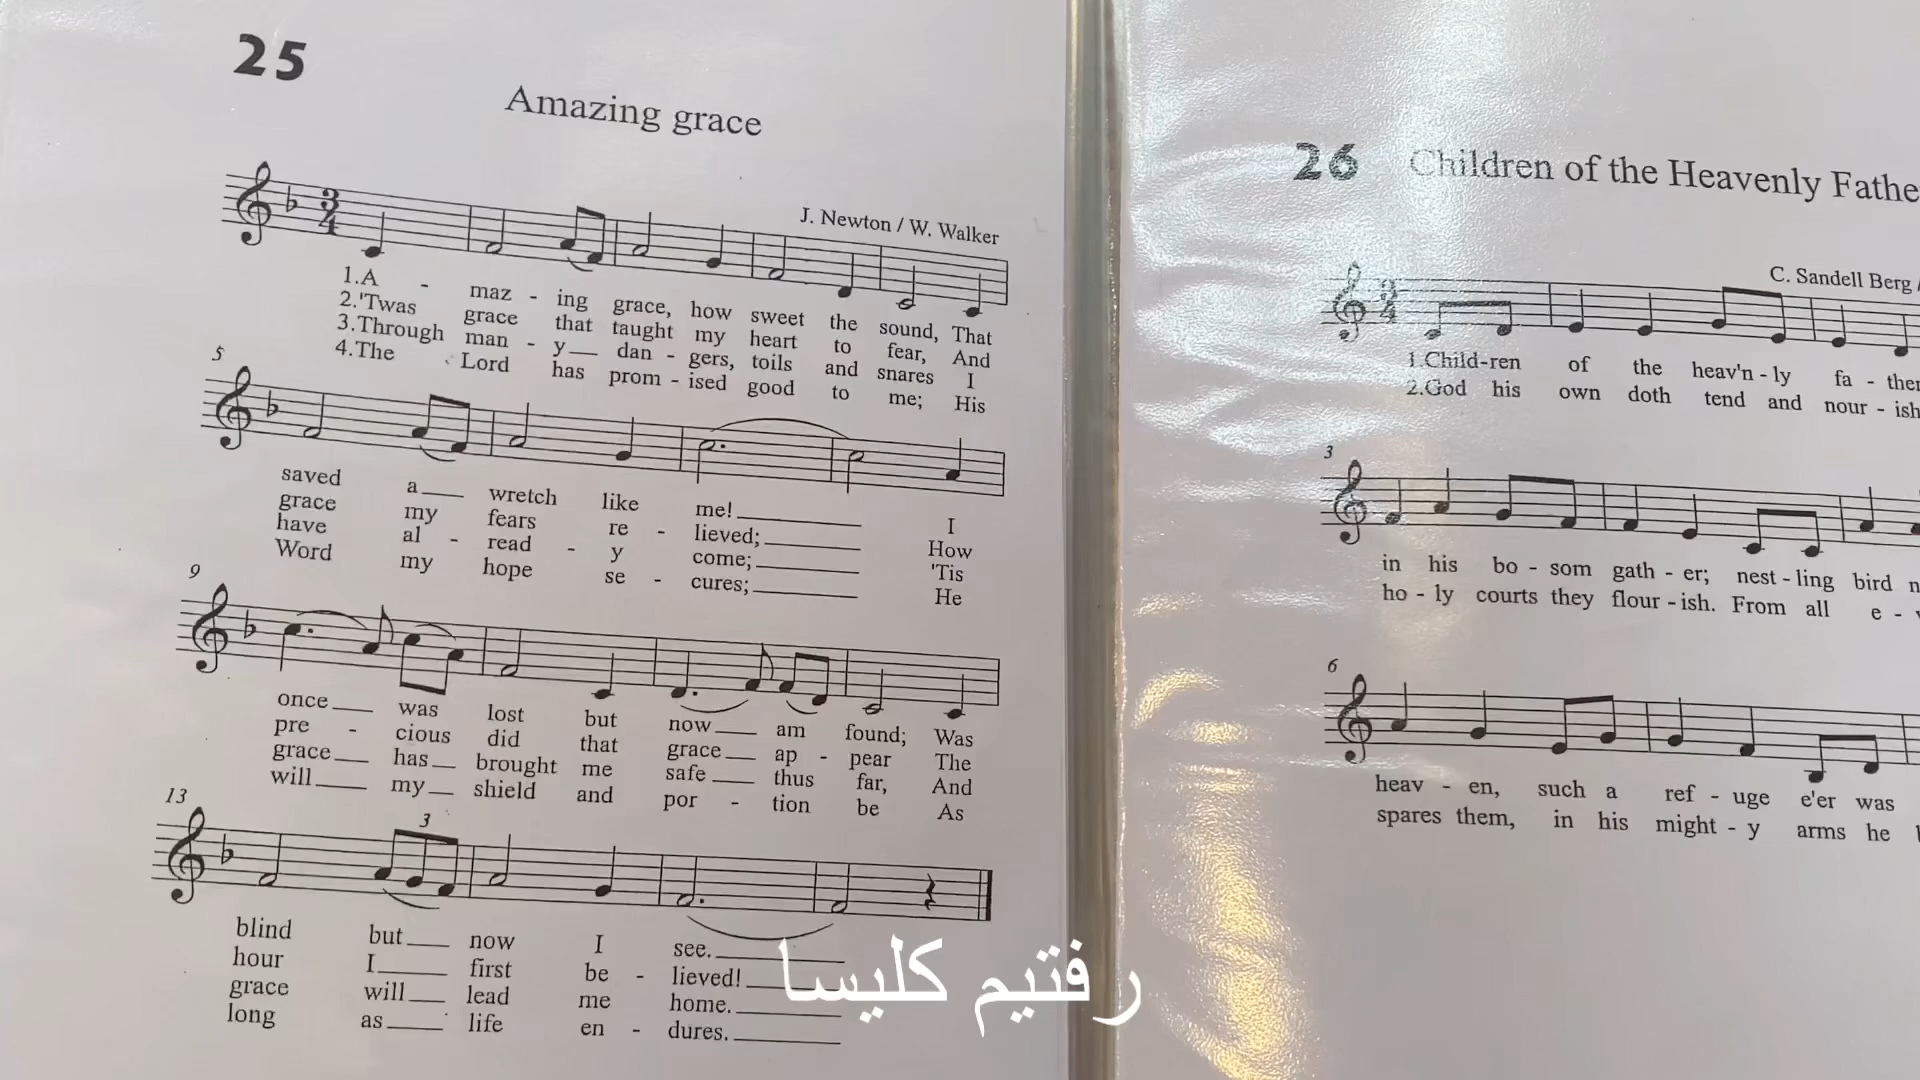 25
Amazing grace
J. Newton / W. Walker
3
4
1.A - maz - ing grace, how sweet the sound, That
2.'Twas grace that taught my heart to fear, And
3.Through man - y dan - gers, toils and snares I
4.The Lord has prom - ised good to me; His
5
saved a wretch like me! I
grace my fears re - lieved; How
have al - read - y come; 'Tis
Word my hope se - cures; He
9
once was lost but now am found; Was
pre - cious did that grace ap - pear The
grace has brought me safe thus far, And
will my shield and por - tion be As
13
3
blind but now I see.
hour I first be - lieved!
grace will lead me home.
long as life en - dures.
26 Children of the Heavenly Fathe
C. Sandell Berg /
3
4
1.Child-ren of the heav'n - ly fa - ther
2.God his own doth tend and nour - ish
3
in his bo - som gath - er; nest - ling bird n
ho - ly courts they flour - ish. From all e -
6
heav - en, such a ref - uge e'er was
spares them, in his might - y arms he
رفتیم کلیسا